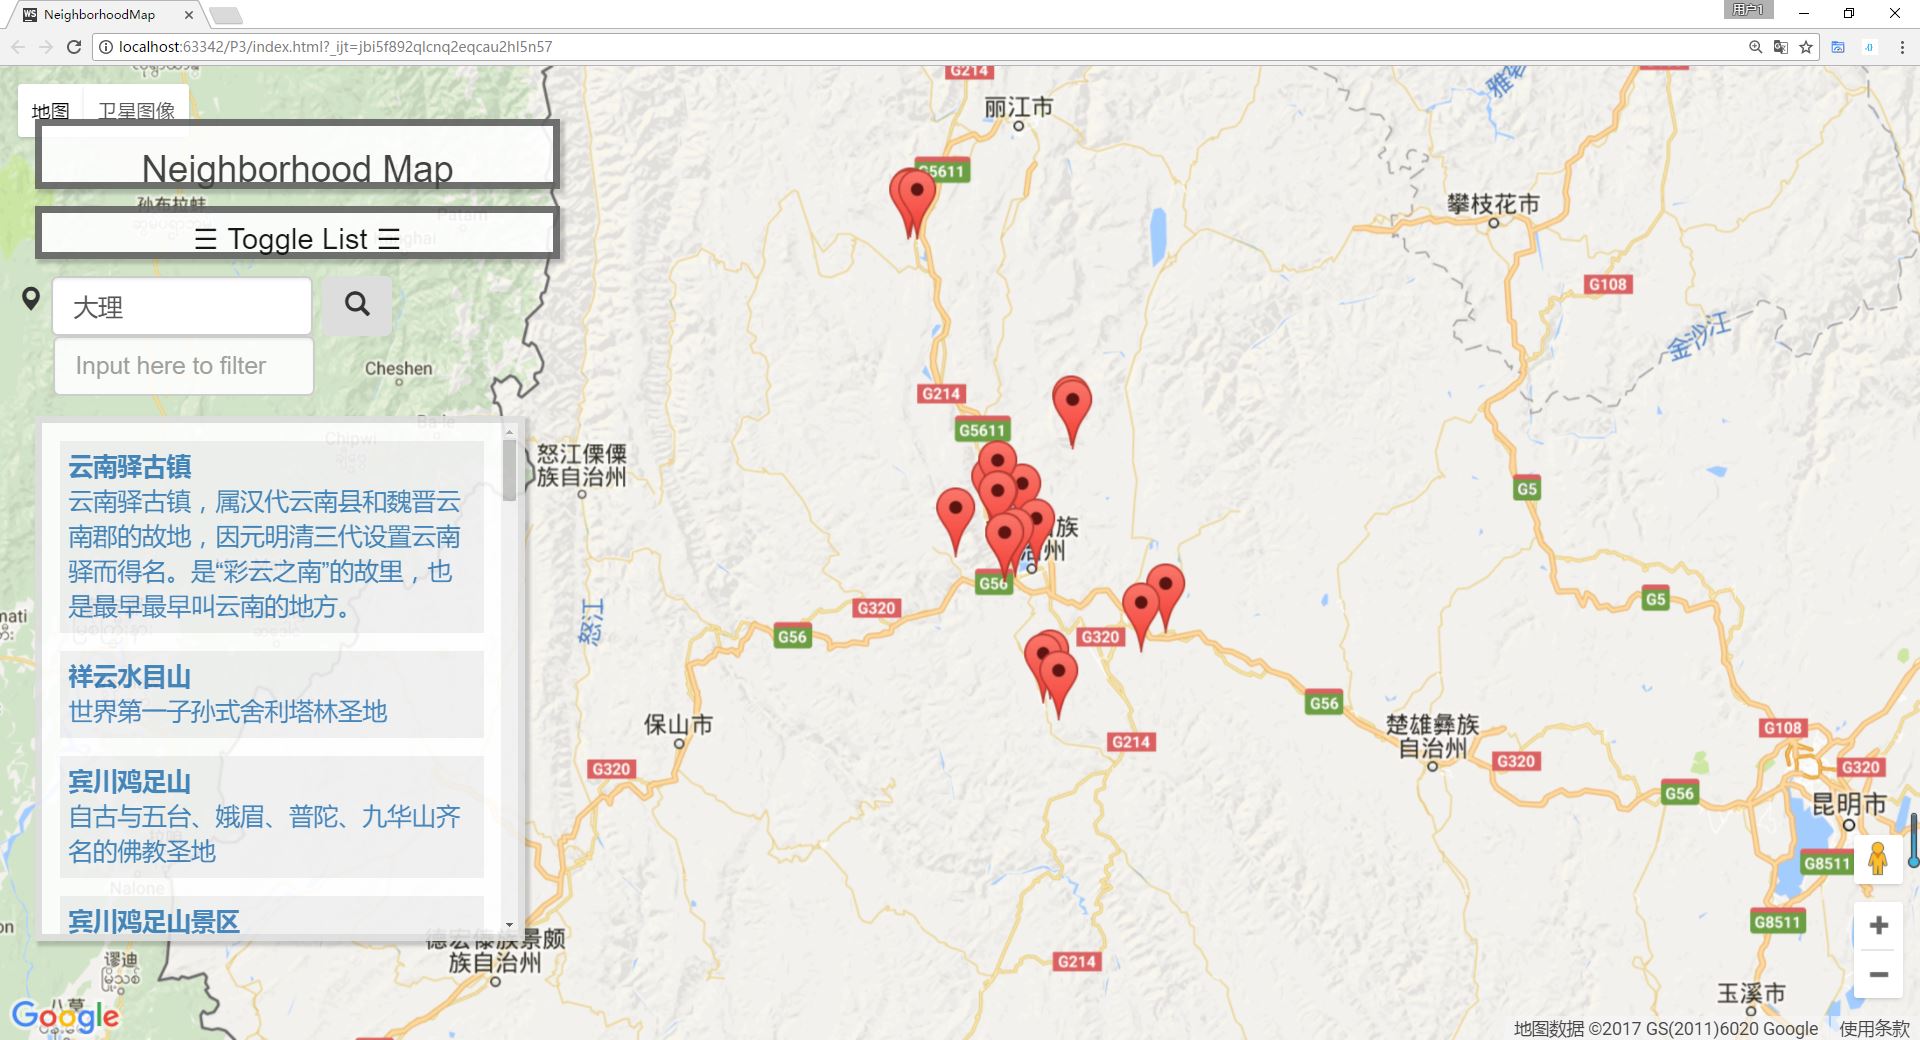 NeighborhoodMap
用户1
localhost:63342/P3/index.html?_ijt=jbi5f892qlcnq2eqcau2hl5n57
地图
卫星图像
Neighborhood Map
☰ Toggle List ☰
大理
Input here to filter
云南驿古镇
云南驿古镇，属汉代云南县和魏晋云
南郡的故地，因元明清三代设置云南
驿而得名。是“彩云之南”的故里，也
是最早最早叫云南的地方。
祥云水目山
世界第一子孙式舍利塔林圣地
宾川鸡足山
自古与五台、娥眉、普陀、九华山齐
名的佛教圣地
宾川鸡足山景区
G214
丽江市
雅砻
G5611
攀枝花市
G108
金沙江
Cheshen
Chipwi
G214
G5611
怒江傈僳
族自治州
G5
族
州
G56
怒江
G320
G56
G320
G5
G56
保山市
楚雄彝族
自治州
G214
G108
G320
G320
G320
G56
昆明市
G8511
Nalone
G8511
德宏傣族景颇
族自治州
G214
谬迪
八莫
玉溪市
Google
地图数据 ©2017 GS(2011)6020 Google
使用条款